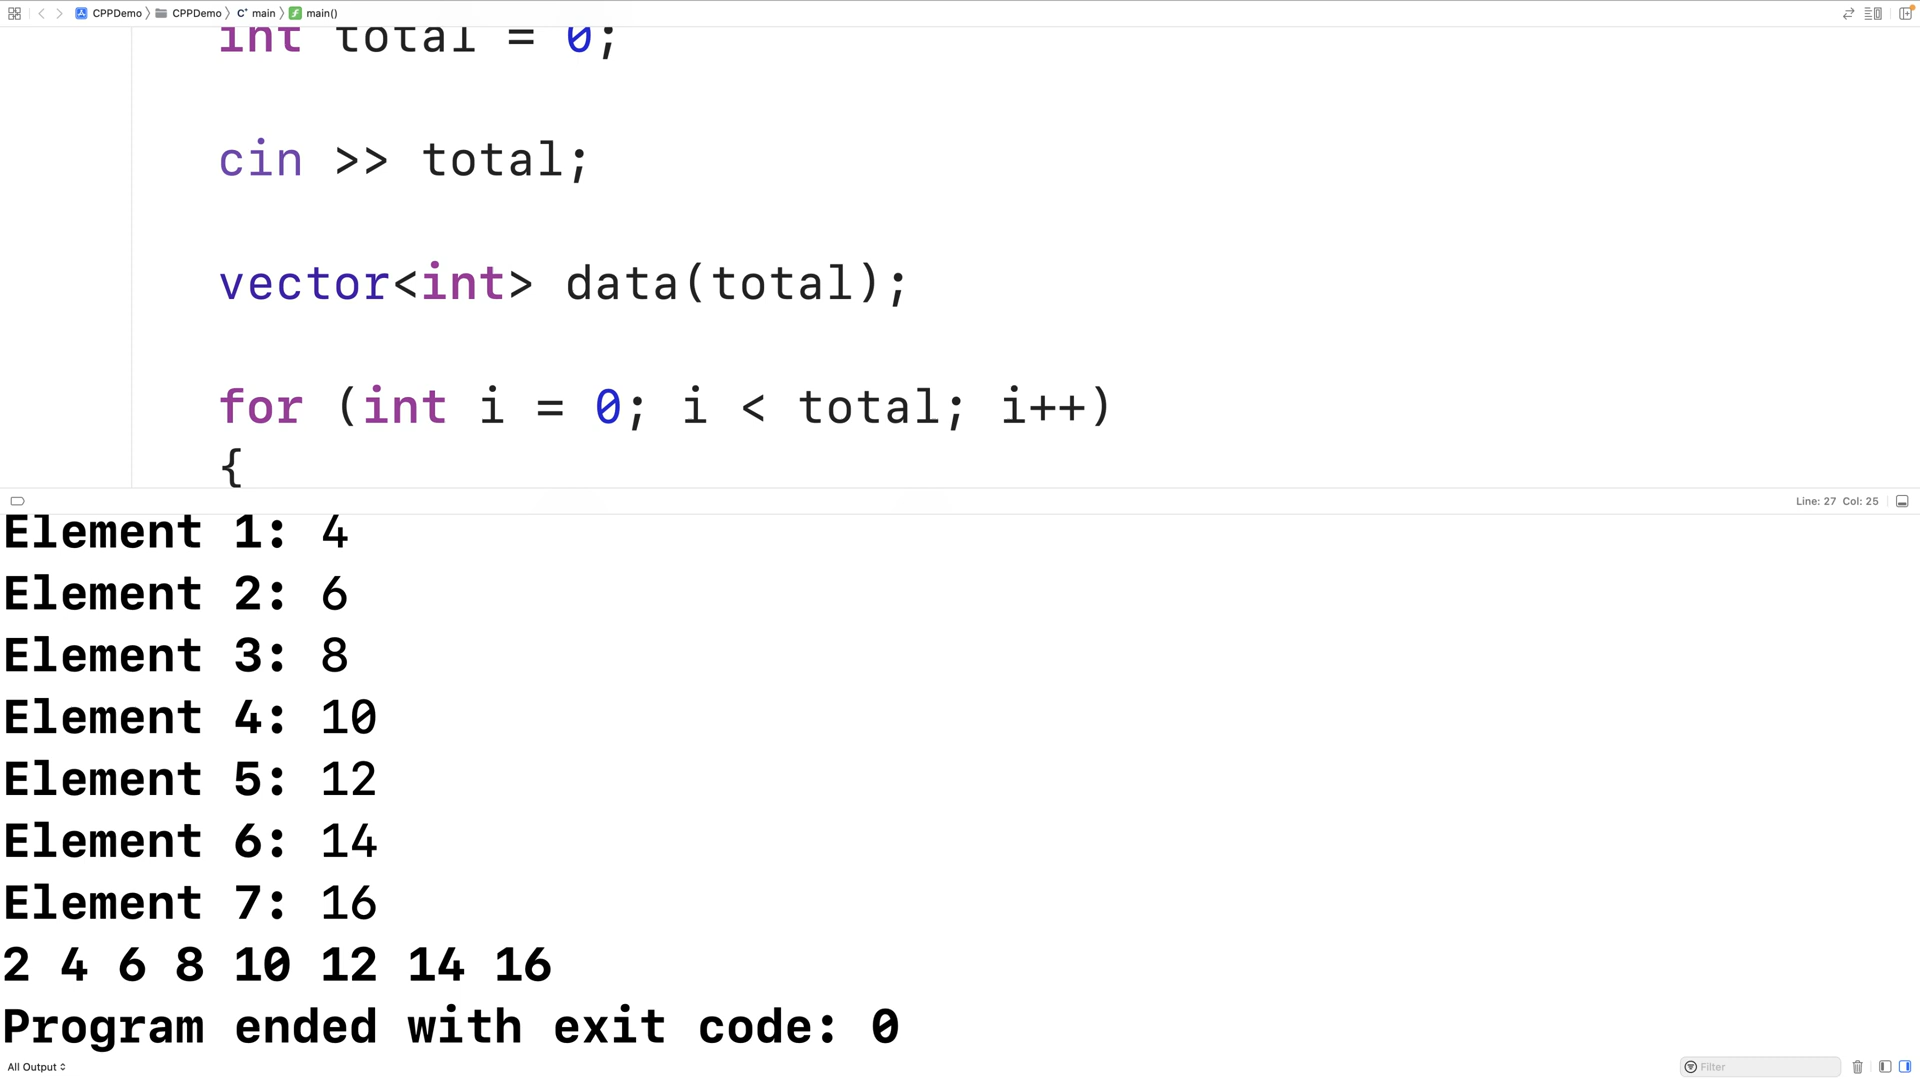 CPPDemo 〉 CPPDemo 〉 C⁺ main 〉 f main()
int total = 0;
cin >> total;
vector<int> data(total);
for (int i = 0; i < total; i++)
{
Line: 27 Col: 25
Element 1: 4
Element 2: 6
Element 3: 8
Element 4: 10
Element 5: 12
Element 6: 14
Element 7: 16
2 4 6 8 10 12 14 16
Program ended with exit code: 0
All Output
Filter